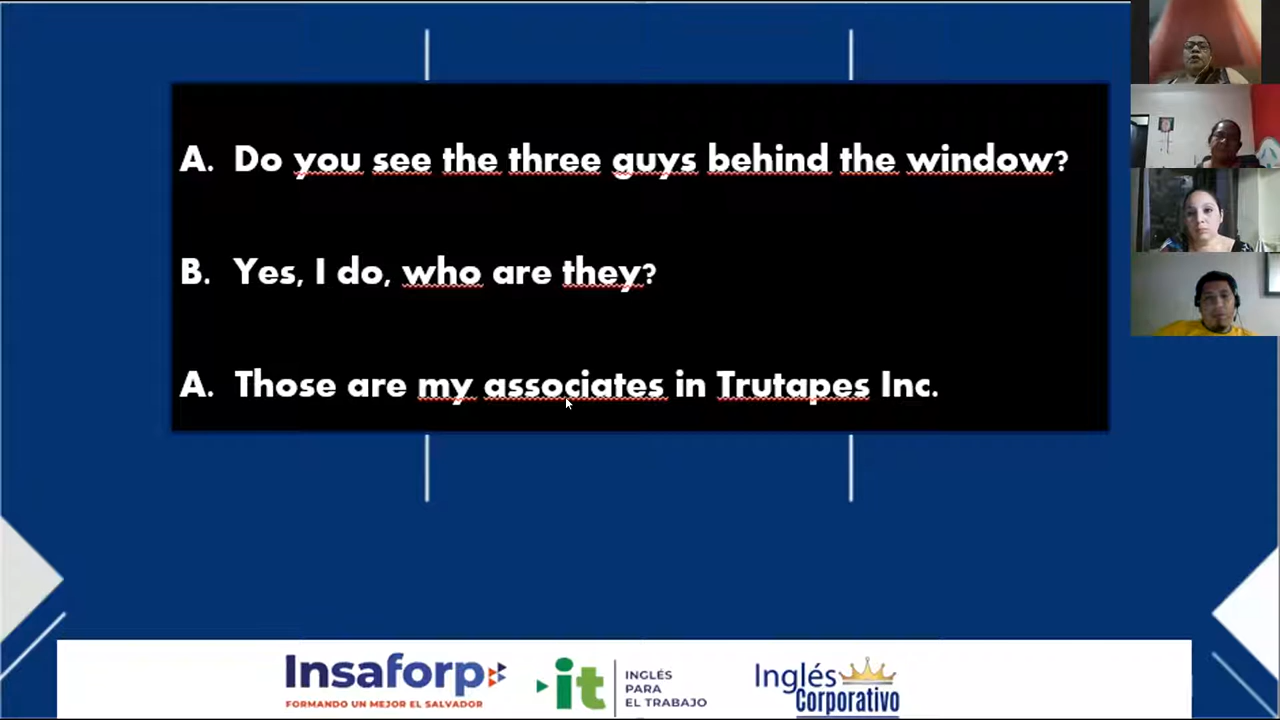 A. Do you see the three guys behind the window?
B. Yes, I do, who are they?
A. Those are my associates in Trutapes Inc.
Insaforp
FORMANDO UN MEJOR EL SALVADOR
it
INGLÉS
PARA
EL TRABAJO
Inglés
Corporativo